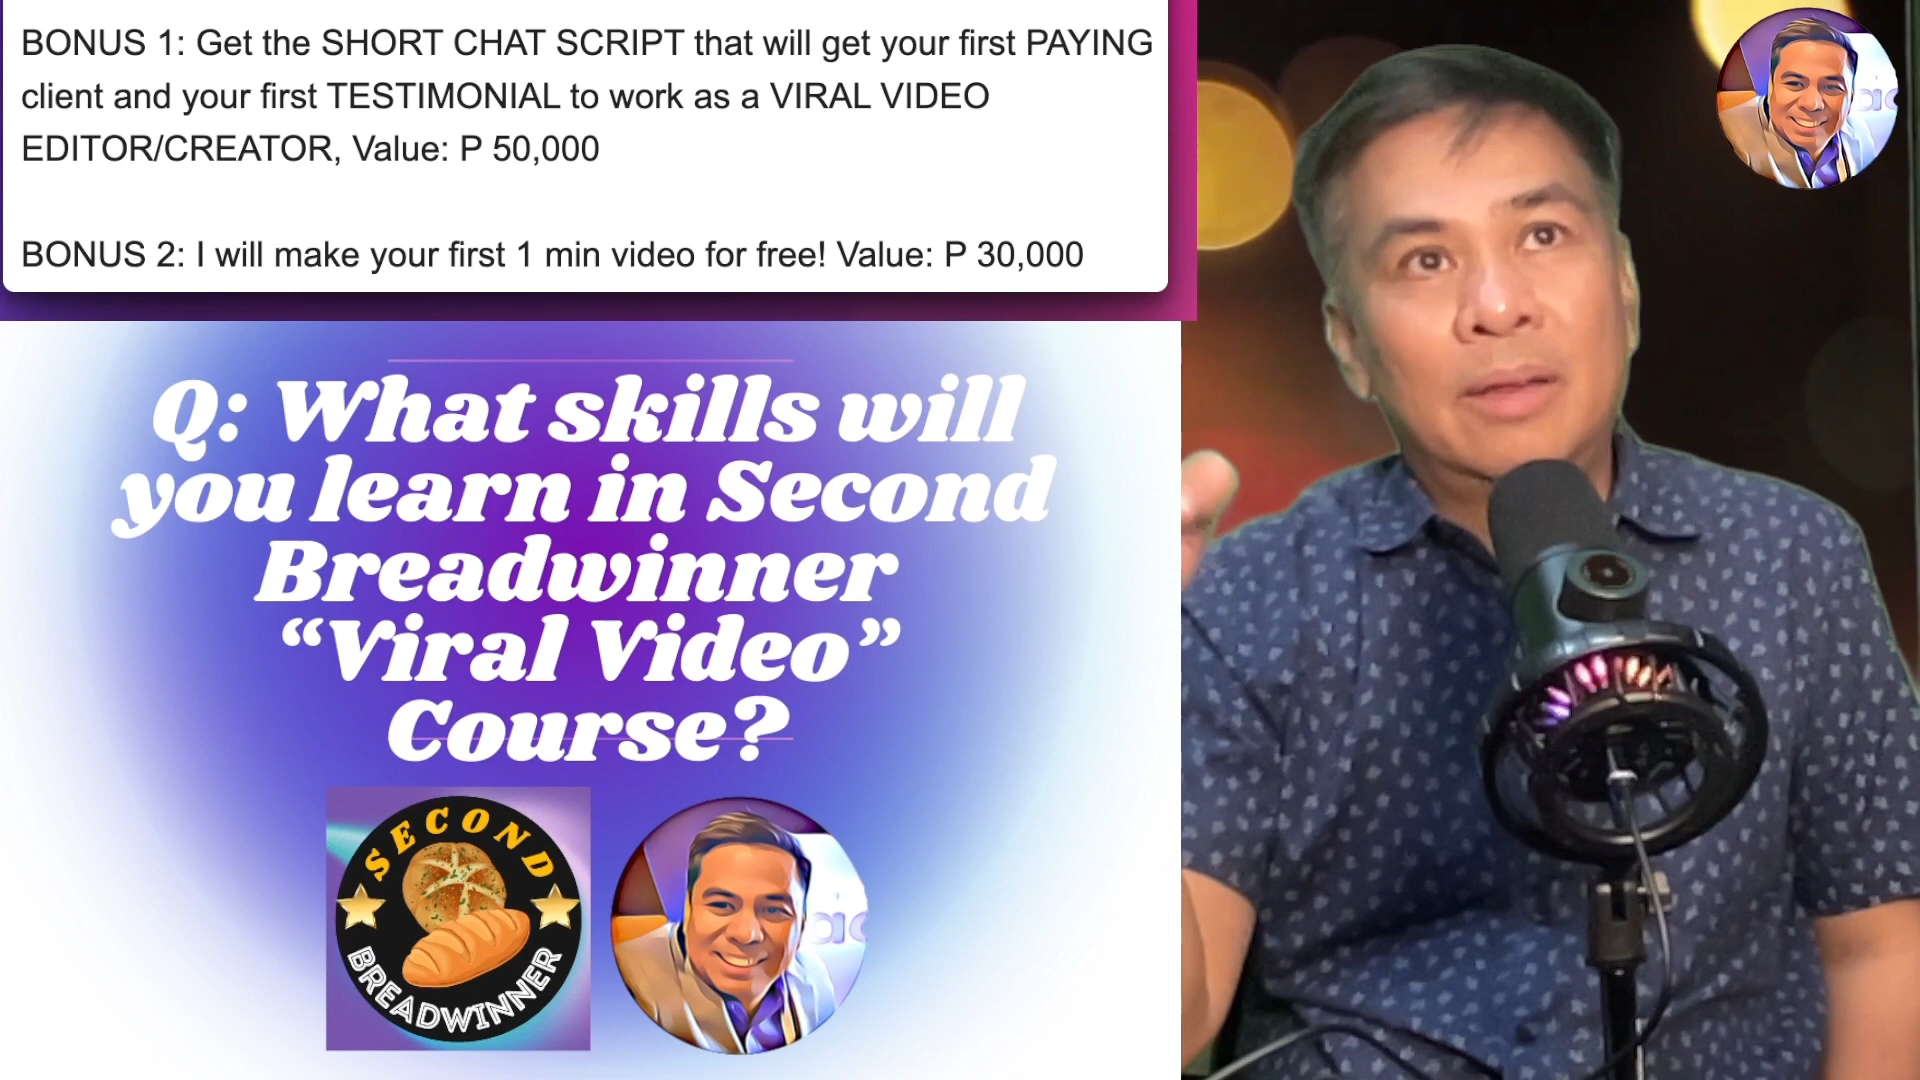 BONUS 1: Get the SHORT CHAT SCRIPT that will get your first PAYING
client and your first TESTIMONIAL to work as a VIRAL VIDEO
EDITOR/CREATOR, Value: P 50,000
BONUS 2: I will make your first 1 min video for free! Value: P 30,000
Q: What skills will
you learn in Second
Breadwinner
“Viral Video”
Course?
SECOND
BREADWINNER